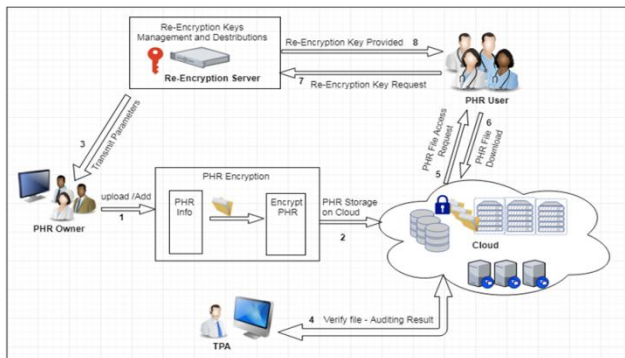 Re-Encryption Keys
Management and Destributions
Re-Encryption Server
Re-Encryption Key Provided 8
7 Re-Encryption Key Request
PHR User
3
Transmit Parameters
5
PHR File Access
Request
6
PHR File
Download
PHR Owner
upload /Add
1
PHR Encryption
PHR
Info
Encrypt
PHR
PHR Storage
on Cloud
2
Cloud
4 Verify file - Auditing Result
TPA